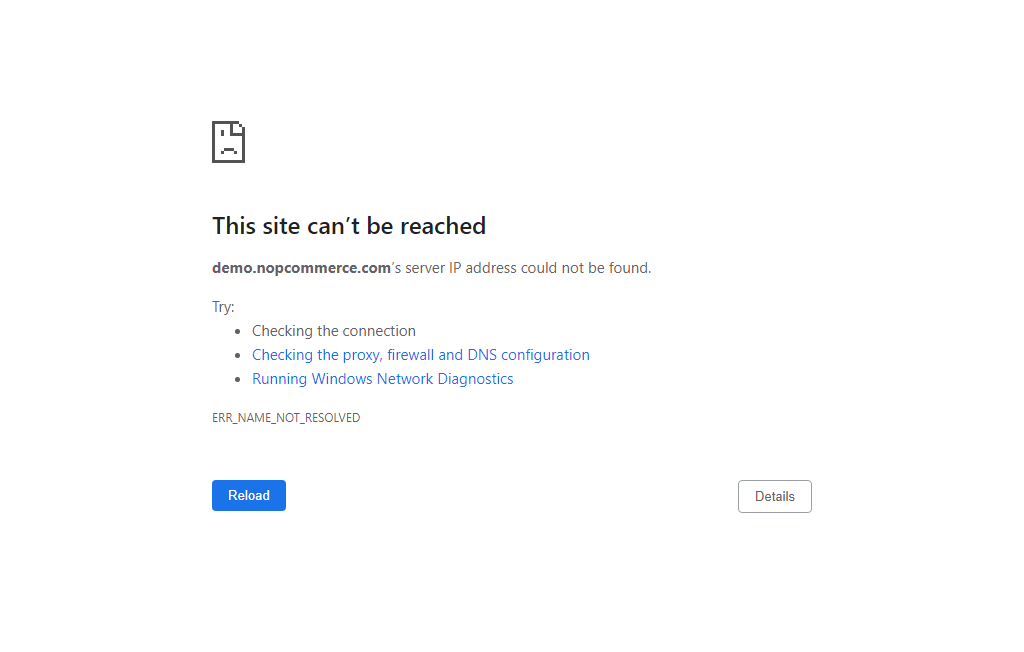 This site can’t be reached
demo.nopcommerce.com’s server IP address could not be found.
Try:
Checking the connection
Checking the proxy, firewall and DNS configuration
Running Windows Network Diagnostics
ERR_NAME_NOT_RESOLVED
Reload
Details